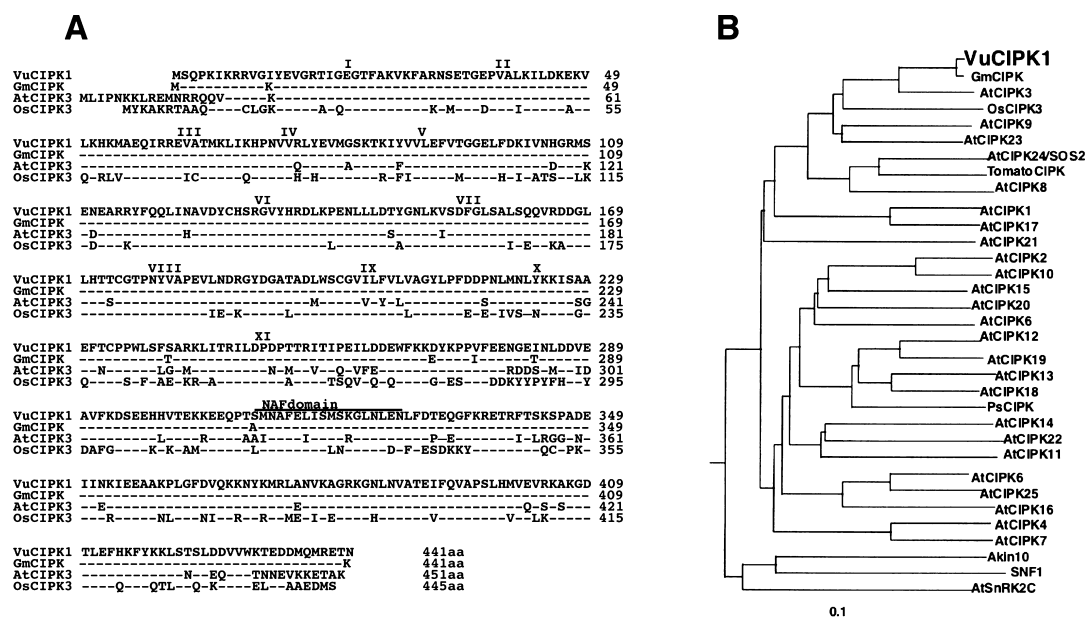 A
I II
VuCIPK1 MSQPKIKRRVGIYEVGRTIGEGTFAKVKFARNSETGEPVALKILDKEKV 49
GmCIPK M----------K------------------------------------- 49
AtCIPK3 MLIPNKKLREMNRRQQV-----K-------------------------------------- 61
OsCIPK3 MYKAKRTAAQ----CLGK-----A-Q----------K-M---D---I------A-- 55
III IV V
VuCIPK1 LKHKMAEQIRREVATMKLIKHPNVVRLYEVMGSKTKIYVVLEFVTGGELFDKIVNHGRMS 109
GmCIPK ------------------------------------------------------------ 109
AtCIPK3 -------------------------Q--------A-----F----------------D---K 121
OsCIPK3 Q-RLV-------IC-----Q-----H-H-------R-FI-----M-----H-I-ATS--LK 115
VI VII
VuCIPK1 ENEARRYFQQLINAVDYCHSRGVYHRDLKPENLLLDTYGNLKVSDFGLSALSQQVRDDGL 169
GmCIPK ------------------------------------------------------------ 169
AtCIPK3 -D-----------H-----------------------S-----I---------------- 181
OsCIPK3 -D---K-----------------------L-------A-------------I-E--KA-- 175
VIII IX X
VuCIPK1 LHTTCGTPNYVAPEVLNDRGYDGATADLWSCGVILFVLVAGYLPFDDPNLMNLYKKISAA 229
GmCIPK ------------------------------------------------------------ 229
AtCIPK3 ---S-----------------------M-----V-Y-L---------S-----------SG 241
OsCIPK3 ----------------IE-K-----L-------------L------E--E-IVS-N----G- 235
XI
VuCIPK1 EFTCPPWLSFSARKLITRILDPDPTTRITIPEILDDEWFKKDYKPPVFEENGEINLDDVE 289
GmCIPK ----------T----------------------------E----I------T-------- 289
AtCIPK3 --N------LG-M---------N-M--V--Q-VFE--------------RDDS-M---ID 301
OsCIPK3 Q----S-F--AE-KR-A-------A----TSQV-Q-Q----G-ES---DDKYYPYFH--Y 295
NAFdomain
VuCIPK1 AVFKDSEEHHVTEKKEEQPTSMNAFELISMSKGLNLENLFDTEQGFKRETRFTSKSPADE 349
GmCIPK --------------------A--------------------------------------- 349
AtCIPK3 ---------L----R----AAI----I----R---------P-E-------I-LRGG-N- 361
OsCIPK3 DAFG----K-K-AM------L-------LN-----D-F-ESDKKY--------QC-PK- 355
VuCIPK1 IINKIEEAAKPLGFDVQKKNYKMRLANVKAGRKGNLNVATEIFQVAPSLHMVEVRKAKGD 409
GmCIPK ------------------------------------------------------------ 409
AtCIPK3 --E----------------------E-----------------------Q-S-S------ 421
OsCIPK3 ---R-----NL---NI--R--R--ME-I-E----H------V---------V--LK---- 415
VuCIPK1 TLEFHKFYKKLSTSLDDVVWKTEDDMQMRETN 441aa
GmCIPK -------------------------------K 441aa
AtCIPK3 ------------N--EQ---TNNEVKKETAK 451aa
OsCIPK3 ----Q---QTL--Q-K----EL--AAEDMS 445aa
B
VuCIPK1
GmCIPK
AtCIPK3
OsCIPK3
AtCIPK9
AtCIPK23
AtCIPK24/SOS2
TomatoCIPK
AtCIPK8
AtCIPK1
AtCIPK17
AtCIPK21
AtCIPK2
AtCIPK10
AtCIPK15
AtCIPK20
AtCIPK6
AtCIPK12
AtCIPK19
AtCIPK13
AtCIPK18
PsCIPK
AtCIPK14
AtCIPK22
AtCIPK11
AtCIPK6
AtCIPK25
AtCIPK16
AtCIPK4
AtCIPK7
Akin10
SNF1
AtSnRK2C
0.1